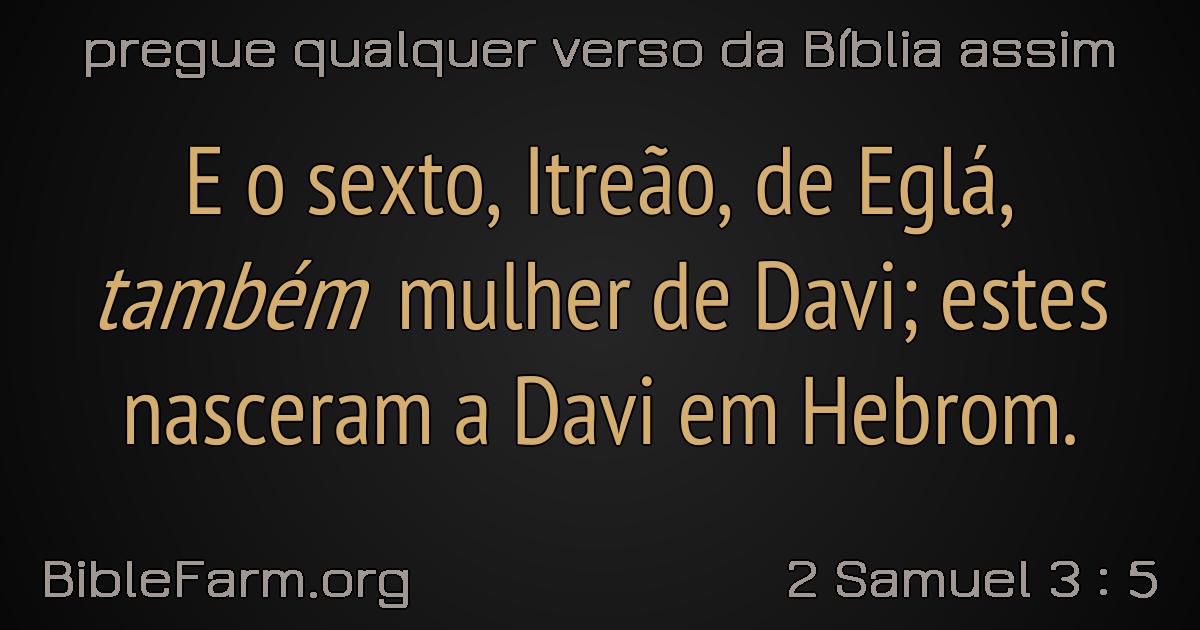 pregue qualquer verso da Bíblia assim
E o sexto, Itreão, de Eglá,
também mulher de Davi; estes
nasceram a Davi em Hebrom.
BibleFarm.org
2 Samuel 3 : 5